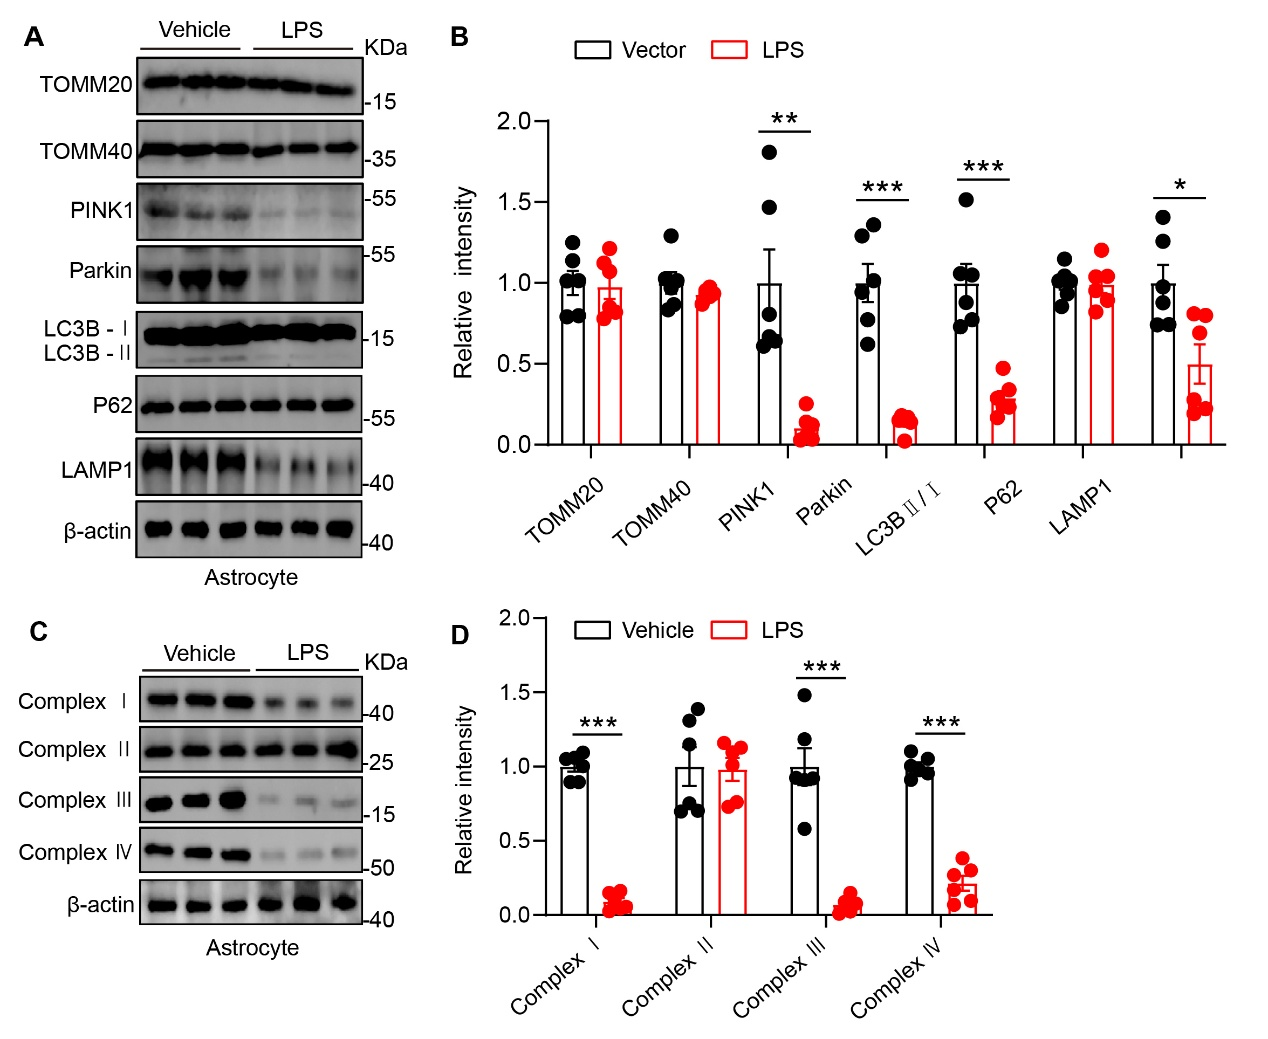 A
Vehicle LPS
KDa
TOMM20
-15
TOMM40
-35
PINK1
-55
Parkin
-55
LC3B - Ⅰ
-15
LC3B - Ⅱ
P62
-55
LAMP1
-40
β-actin
-40
Astrocyte
B
Vector LPS
Relative intensity
2.0
1.5
1.0
0.5
0.0
**
***
***
*
TOMM20
TOMM40
PINK1
Parkin
LC3B Ⅱ / Ⅰ
P62
LAMP1
C
Vehicle LPS
KDa
Complex Ⅰ
-40
Complex Ⅱ
-25
Complex Ⅲ
-15
Complex Ⅳ
-50
β-actin
-40
Astrocyte
D
Vehicle LPS
Relative intensity
2.0
1.5
1.0
0.5
0.0
***
***
***
Complex Ⅰ
Complex Ⅱ
Complex Ⅲ
Complex Ⅳ